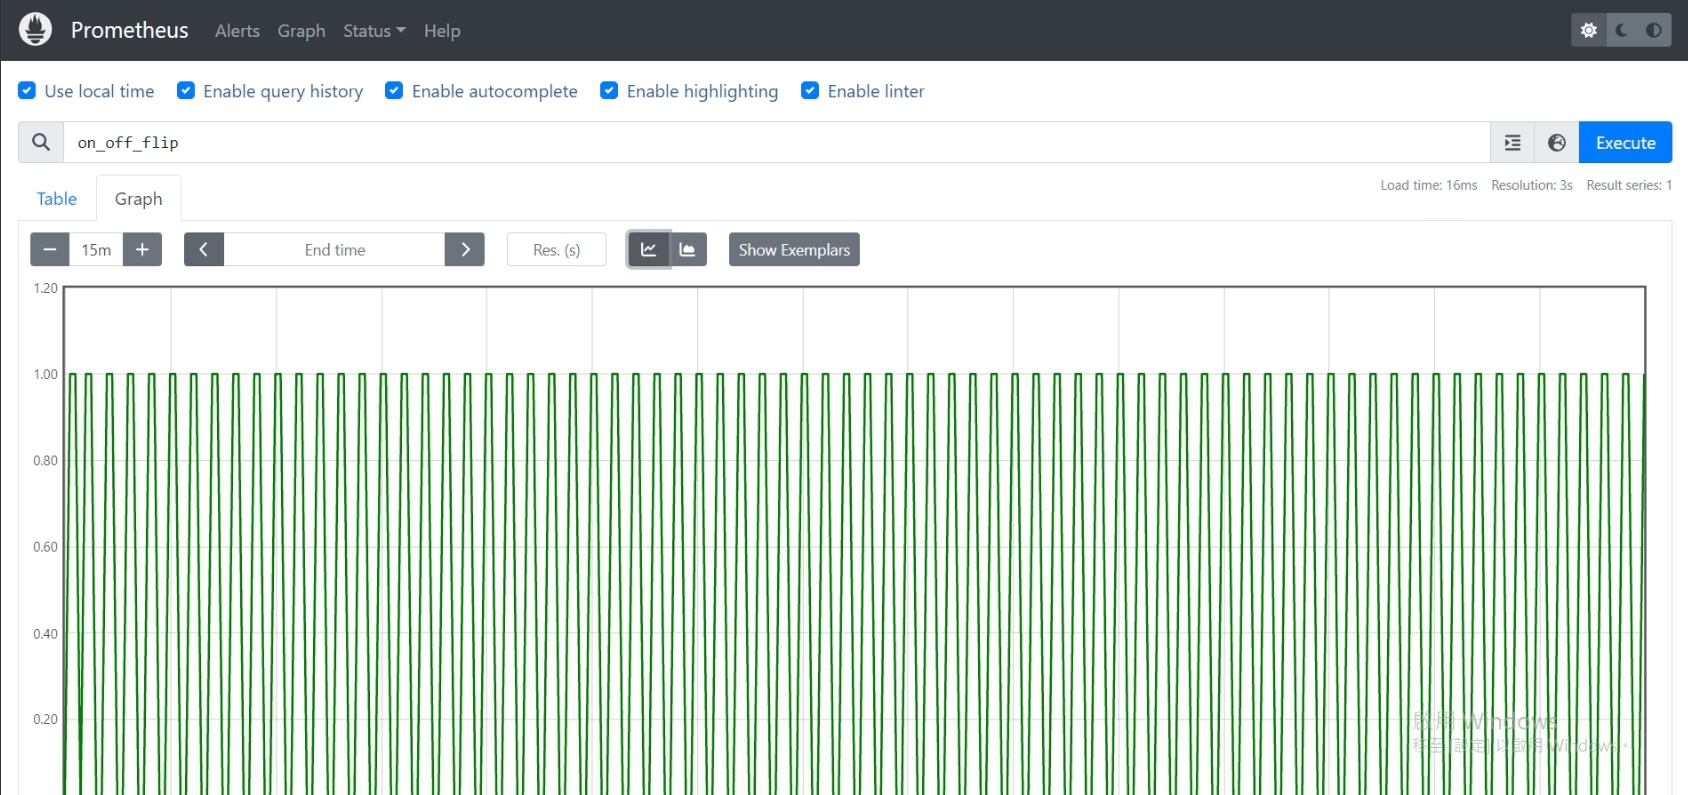 Prometheus Alerts Graph Status Help
Use local time Enable query history Enable autocomplete Enable highlighting Enable linter
on_off_flip Execute
Load time: 16ms Resolution: 3s Result series: 1
Table Graph
15m End time Res. (s) Show Exemplars
1.20
1.00
0.80
0.60
0.40
0.20
啟用 Windows
移至 [設定] 以啟用 Windows。